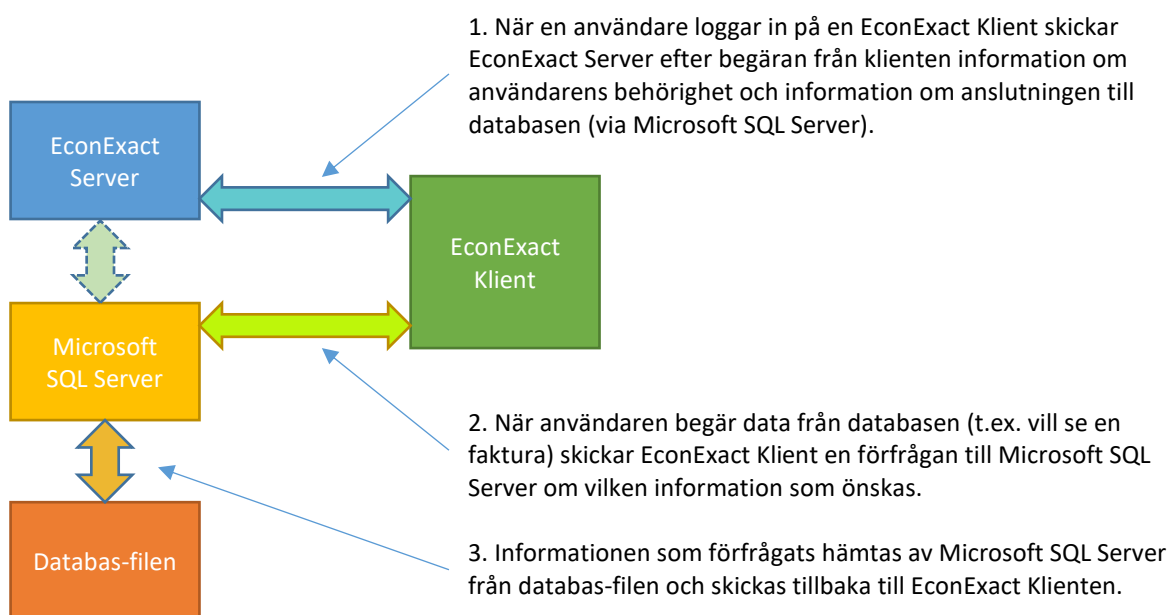 1. När en användare loggar in på en EconExact Klient skickar
EconExact Server efter begäran från klienten information om
användarens behörighet och information om anslutningen till
databasen (via Microsoft SQL Server).
EconExact
Server
EconExact
Klient
Microsoft
SQL Server
2. När användaren begär data från databasen (t.ex. vill se en
faktura) skickar EconExact Klient en förfrågan till Microsoft SQL
Server om vilken information som önskas.
Databas-filen
3. Informationen som förfrågats hämtas av Microsoft SQL Server
från databas-filen och skickas tillbaka till EconExact Klienten.